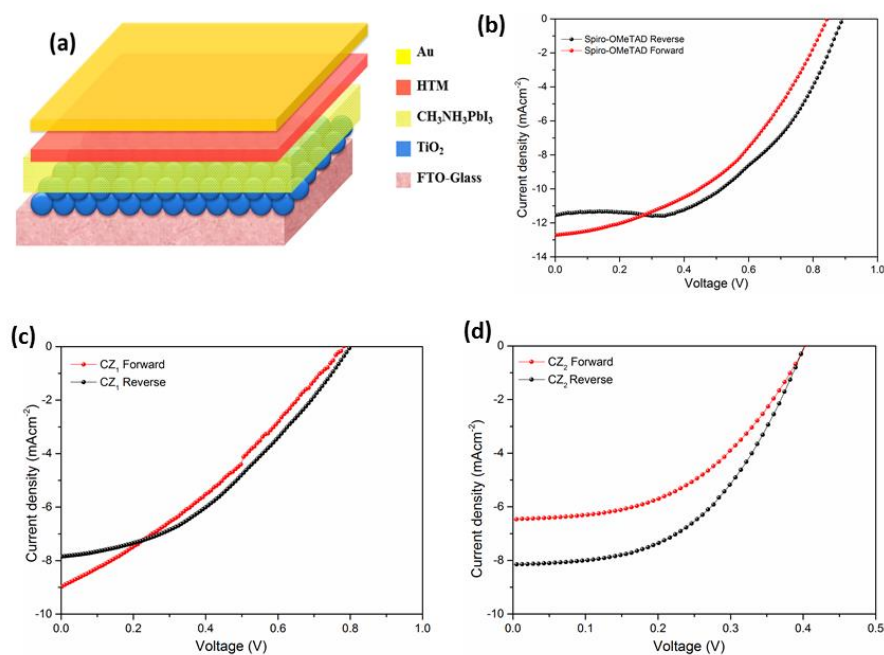 (a)
Au
HTM
CH₃NH₃PbI₃
TiO₂
FTO-Glass
(b)
Spiro-OMeTAD Reverse
Spiro-OMeTAD Forward
Current density (mAcm⁻²)
0
-2
-4
-6
-8
-10
-12
-14
0.0 0.2 0.4 0.6 0.8 1.0
Voltage (V)
(c)
CZ₁ Forward
CZ₁ Reverse
Current density (mAcm⁻²)
0
-2
-4
-6
-8
-10
0.0 0.2 0.4 0.6 0.8 1.0
Voltage (V)
(d)
CZ₂ Forward
CZ₂ Reverse
Current density (mAcm⁻²)
0
-2
-4
-6
-8
-10
0.0 0.1 0.2 0.3 0.4 0.5
Voltage (V)